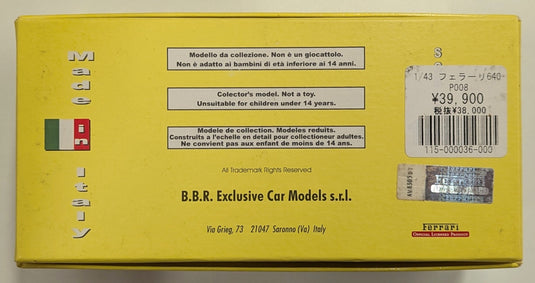 Made in Italy
Modello da collezione. Non è un giocattolo.
Non è adatto ai bambini di età inferiore ai 14 anni.
Colector's model. Not a toy.
Unsuitable for children under 14 years.
Modele de collection. Modeles reduits.
Construits a l'echelle en detail pour collectioneur adultes.
Ne convient pas aux enfant de moins de 14 anni.
All Trademark Rights Reserved
B.B.R. Exclusive Car Models s.r.l.
Via Grieg, 73 21047 Saronno (Va) Italy
1/43 フェラーリ640-
P008
¥39,900
税抜¥38,000
115-000036-000
Ferrari
Official Licensed Product